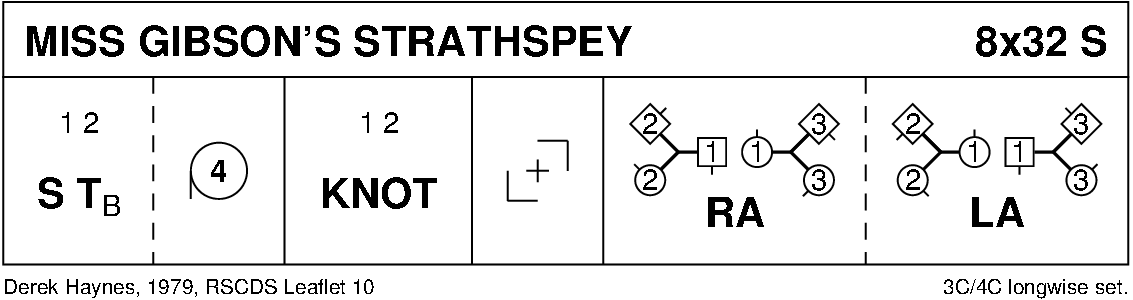 MISS GIBSON'S STRATHSPEY 8x32 S
1 2 1 2 2 1 1 3 2 1 1 3
4
S T_B KNOT 2 3 2 3
RA LA
Derek Haynes, 1979, RSCDS Leaflet 10 3C/4C longwise set.